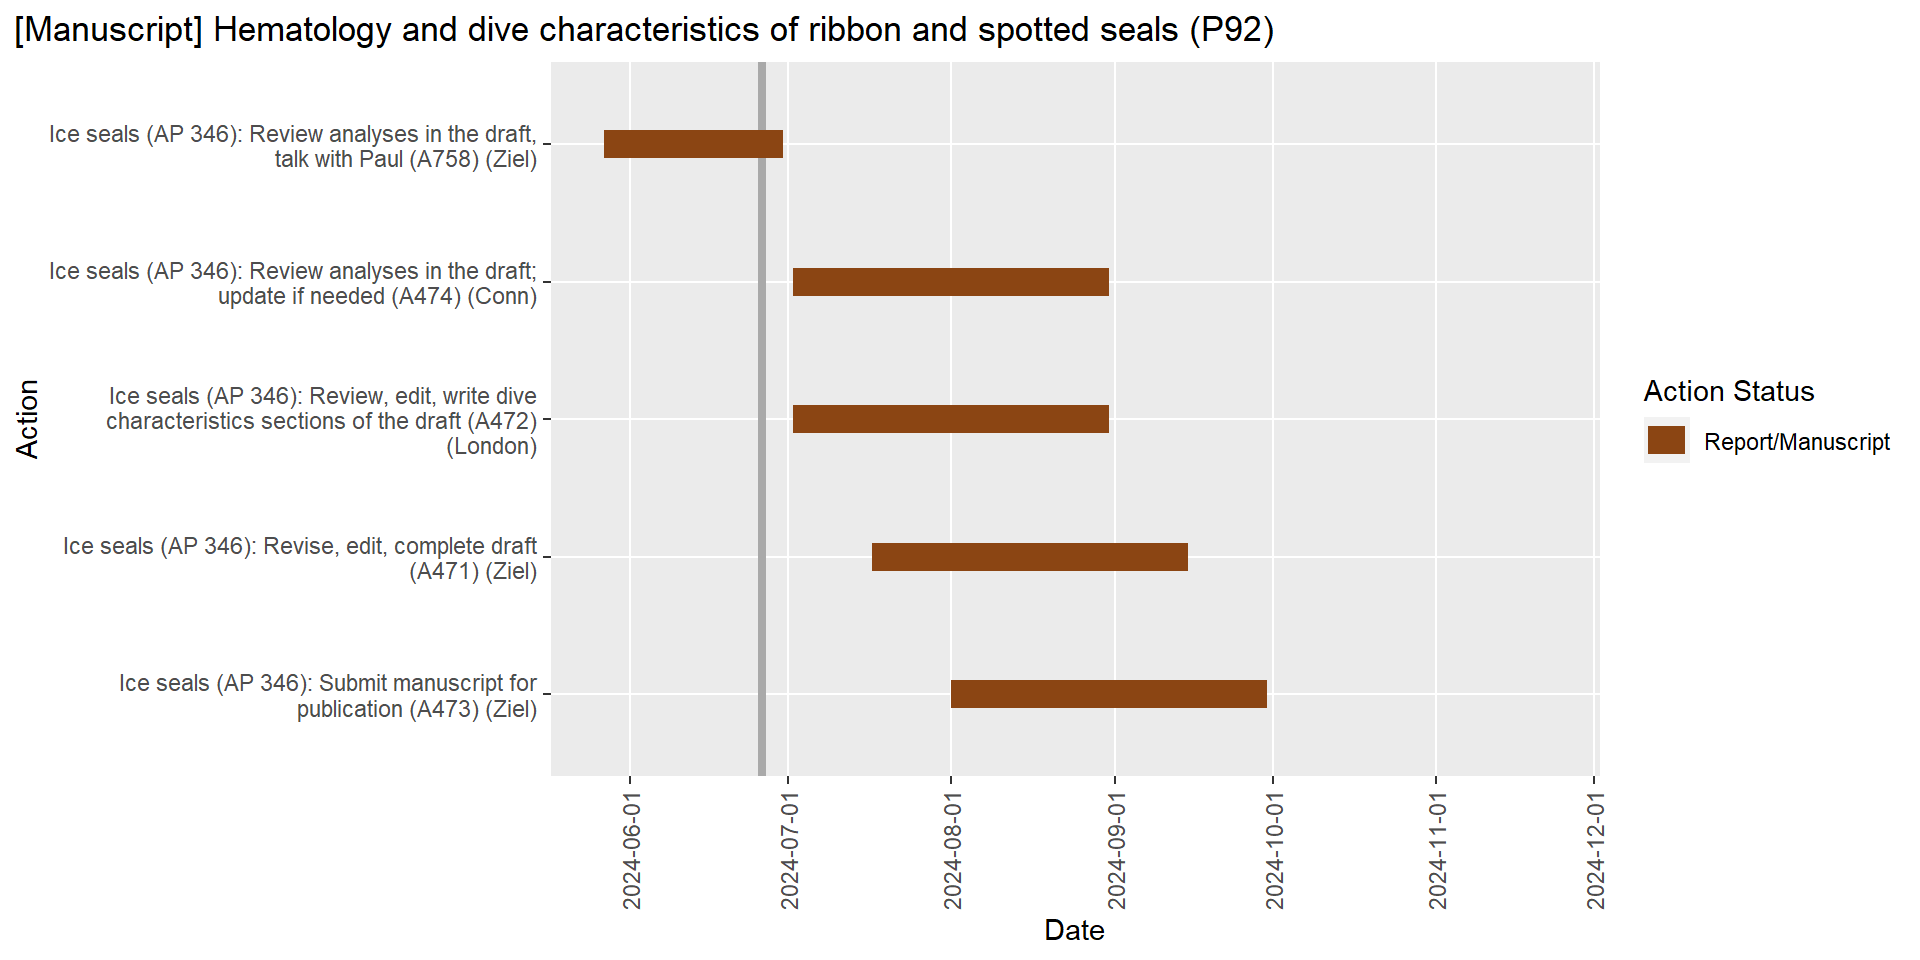 [Manuscript] Hematology and dive characteristics of ribbon and spotted seals (P92)
Ice seals (AP 346): Review analyses in the draft,
talk with Paul (A758) (Ziel)
Ice seals (AP 346): Review analyses in the draft;
update if needed (A474) (Conn)
Ice seals (AP 346): Review, edit, write dive
characteristics sections of the draft (A472)
(London)
Ice seals (AP 346): Revise, edit, complete draft
(A471) (Ziel)
Ice seals (AP 346): Submit manuscript for
publication (A473) (Ziel)
Action
2024-06-01
2024-07-01
2024-08-01
2024-09-01
2024-10-01
2024-11-01
2024-12-01
Date
Action Status
Report/Manuscript